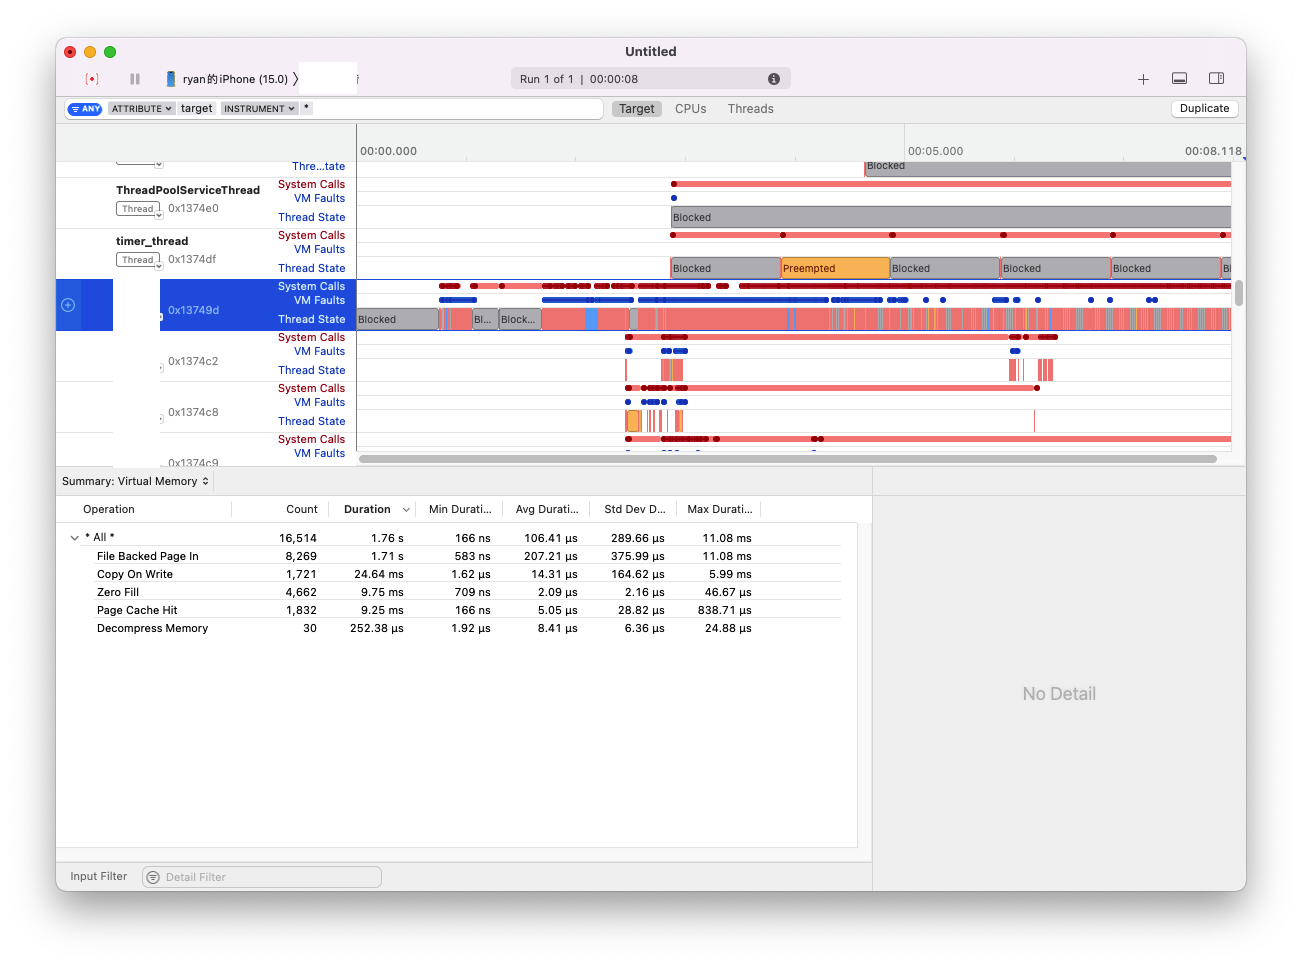 Untitled
ryan的iPhone (15.0)
Run 1 of 1 | 00:00:08
ANY ATTRIBUTE target INSTRUMENT *
Target CPUs Threads Duplicate
00:00.000 00:05.000 00:08.118
Thre...tate Blocked
ThreadPoolServiceThread
Thread 0x1374e0
System Calls
VM Faults
Thread State Blocked
timer_thread
Thread 0x1374df
System Calls
VM Faults
Thread State Blocked Preempted Blocked Blocked Blocked Bl
0x13749d
System Calls
VM Faults
Thread State Blocked Bl... Block...
0x1374c2
System Calls
VM Faults
Thread State
0x1374c8
System Calls
VM Faults
Thread State
0x1374c9
System Calls
VM Faults
Summary: Virtual Memory
Operation Count Duration Min Durati... Avg Durati... Std Dev D... Max Durati...
* All * 16,514 1.76 s 166 ns 106.41 µs 289.66 µs 11.08 ms
File Backed Page In 8,269 1.71 s 583 ns 207.21 µs 375.99 µs 11.08 ms
Copy On Write 1,721 24.64 ms 1.62 µs 14.31 µs 164.62 µs 5.99 ms
Zero Fill 4,662 9.75 ms 709 ns 2.09 µs 2.16 µs 46.67 µs
Page Cache Hit 1,832 9.25 ms 166 ns 5.05 µs 28.82 µs 838.71 µs
Decompress Memory 30 252.38 µs 1.92 µs 8.41 µs 6.36 µs 24.88 µs
No Detail
Input Filter Detail Filter